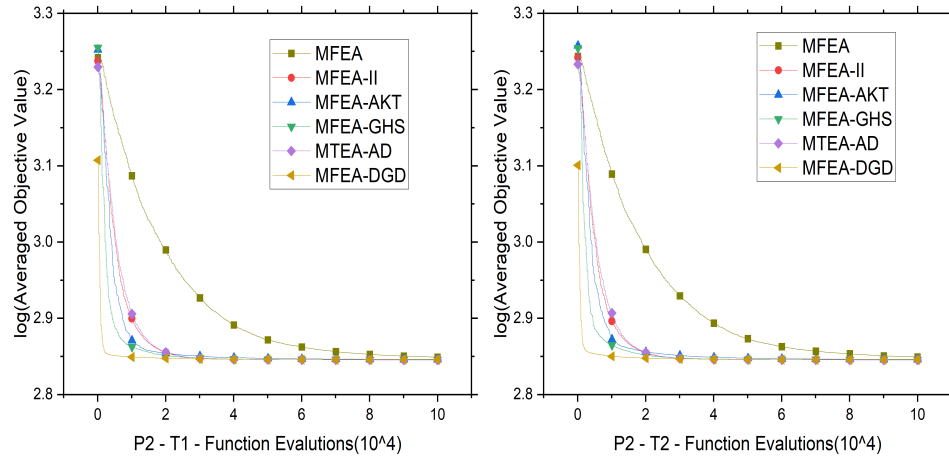 log(Averaged Objective Value)
3.3
3.2
3.1
3.0
2.9
2.8
MFEA
MFEA-II
MFEA-AKT
MFEA-GHS
MTEA-AD
MFEA-DGD
0 2 4 6 8 10
P2 - T1 - Function Evalutions(10^4)
log(Averaged Objective Value)
3.3
3.2
3.1
3.0
2.9
2.8
MFEA
MFEA-II
MFEA-AKT
MFEA-GHS
MTEA-AD
MFEA-DGD
0 2 4 6 8 10
P2 - T2 - Function Evalutions(10^4)